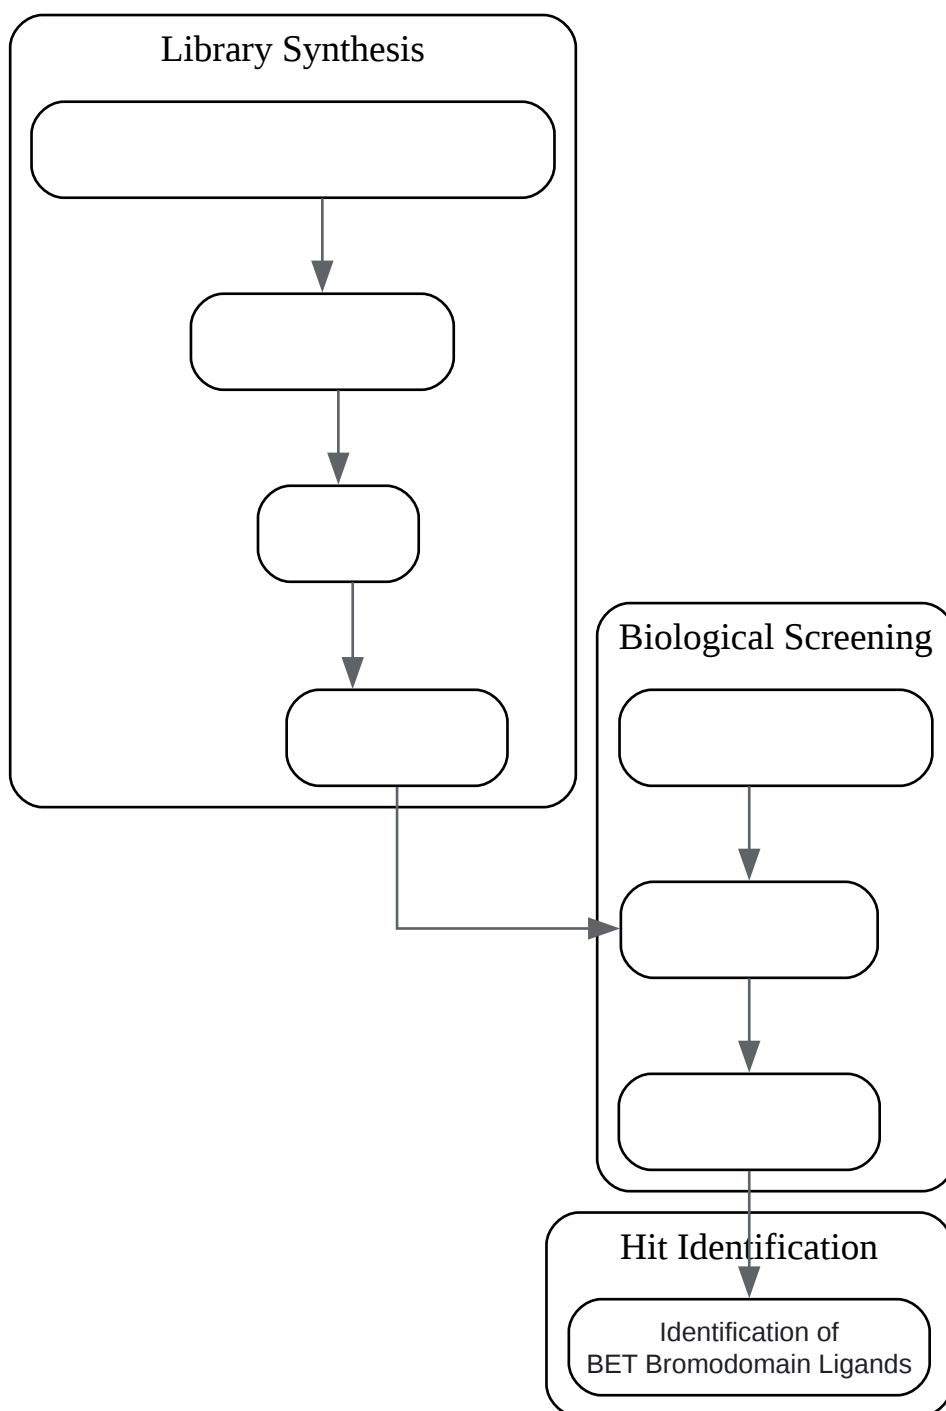 Library Synthesis
Biological Screening
Hit Identification
Identification of
BET Bromodomain Ligands